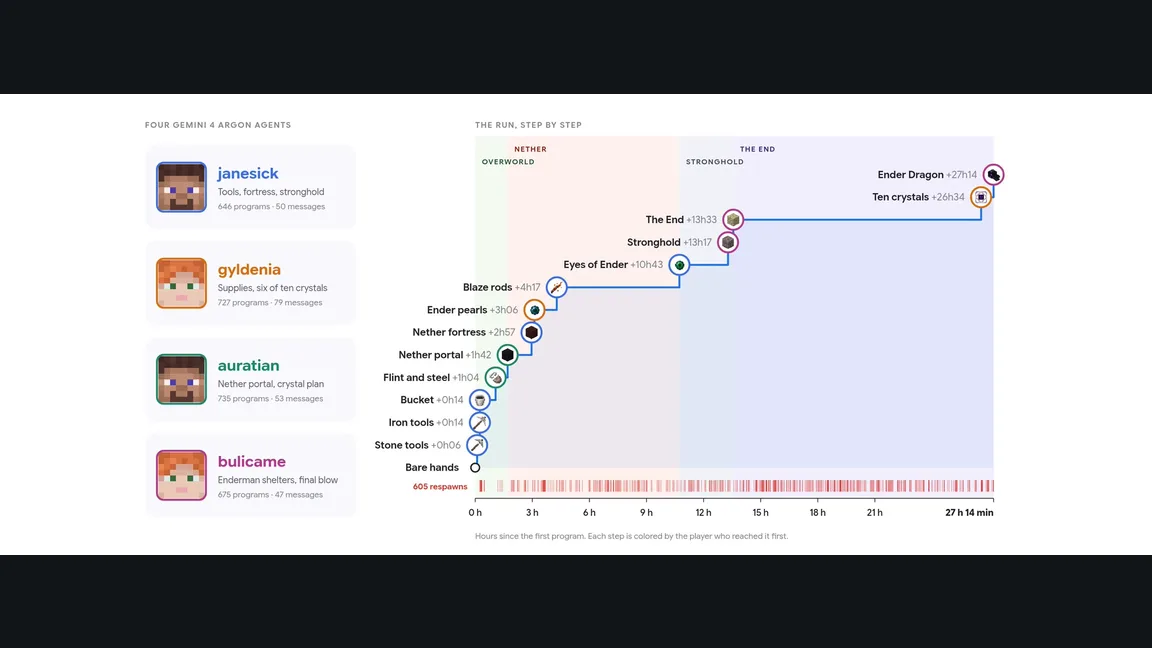 FOUR GEMINI 4 ARGON AGENTS
janesick
Tools, fortress, stronghold
646 programs · 50 messages
gyldenia
Supplies, six of ten crystals
727 programs · 79 messages
auratian
Nether portal, crystal plan
735 programs · 53 messages
bulicame
Enderman shelters, final blow
675 programs · 47 messages
THE RUN, STEP BY STEP
NETHER
THE END
OVERWORLD
STRONGHOLD
Ender Dragon +27h14
Ten crystals +26h34
The End +13h33
Stronghold +13h17
Eyes of Ender +10h43
Blaze rods +4h17
Ender pearls +3h06
Nether fortress +2h57
Nether portal +1h42
Flint and steel +1h04
Bucket +0h14
Iron tools +0h14
Stone tools +0h06
Bare hands
605 respawns
0 h 3 h 6 h 9 h 12 h 15 h 18 h 21 h 27 h 14 min
Hours since the first program. Each step is colored by the player who reached it first.